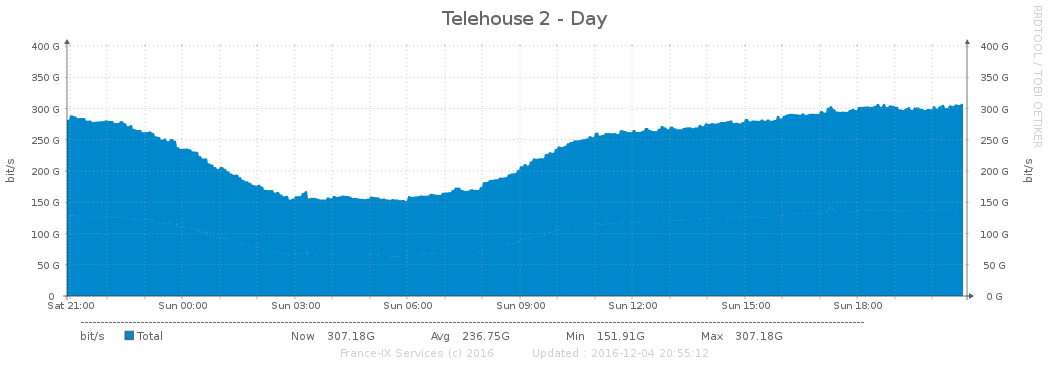 Telehouse 2 - Day
RRDTOOL / TOBI OETIKER
400 G 400 G
350 G 350 G
300 G 300 G
250 G 250 G
200 G 200 G
150 G 150 G
100 G 100 G
50 G 50 G
0 0 G
bit/s bit/s
Sat 21:00 Sun 00:00 Sun 03:00 Sun 06:00 Sun 09:00 Sun 12:00 Sun 15:00 Sun 18:00
bit/s Total Now 307.18G Avg 236.75G Min 151.91G Max 307.18G
France-IX Services (c) 2016 Updated : 2016-12-04 20:55:12